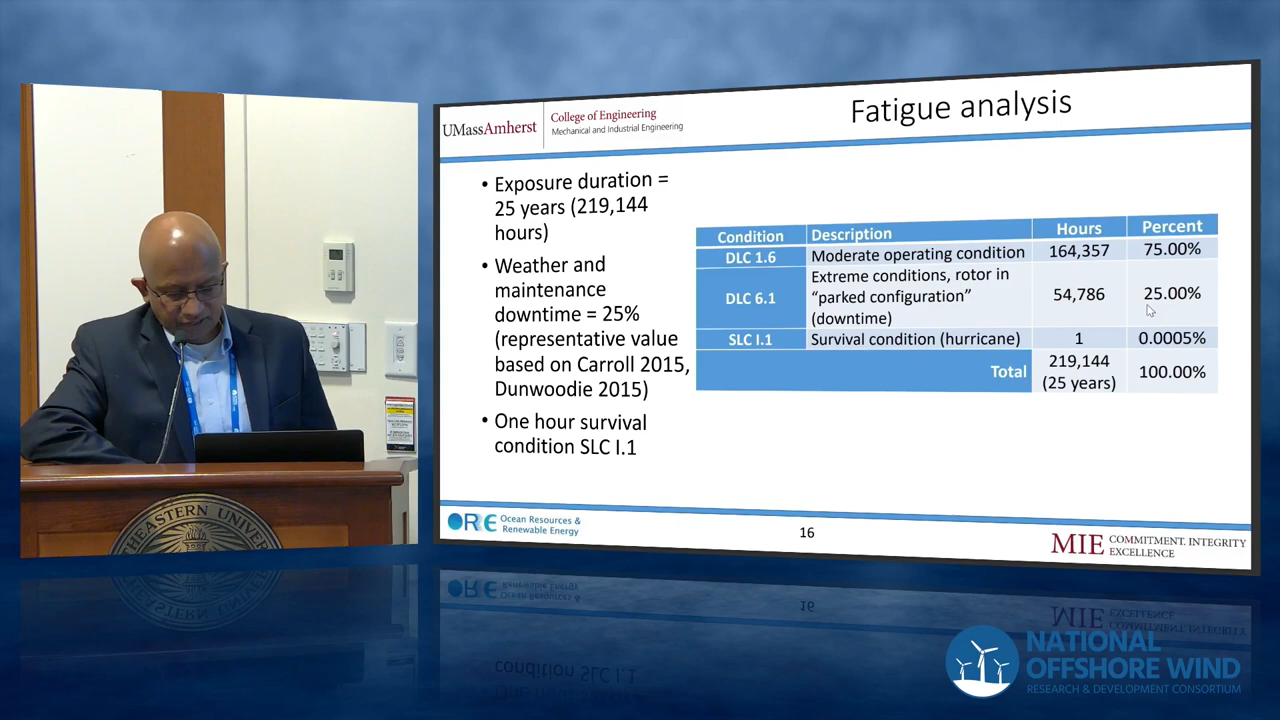 UMassAmherst
College of Engineering
Mechanical and Industrial Engineering
Fatigue analysis
• Exposure duration =
25 years (219,144
hours)
• Weather and
maintenance
downtime = 25%
(representative value
based on Carroll 2015,
Dunwoodie 2015)
• One hour survival
condition SLC I.1
Condition Description Hours Percent
DLC 1.6 Moderate operating condition 164,357 75.00%
DLC 6.1 Extreme conditions, rotor in
“parked configuration”
(downtime) 54,786 25.00%
SLC I.1 Survival condition (hurricane) 1 0.0005%
Total 219,144
(25 years) 100.00%
ORE Ocean Resources &
Renewable Energy
16
MIE COMMITMENT. INTEGRITY
EXCELLENCE
EASTERN UNIVER
NATIONAL
OFFSHORE WIND
RESEARCH & DEVELOPMENT CONSORTIUM